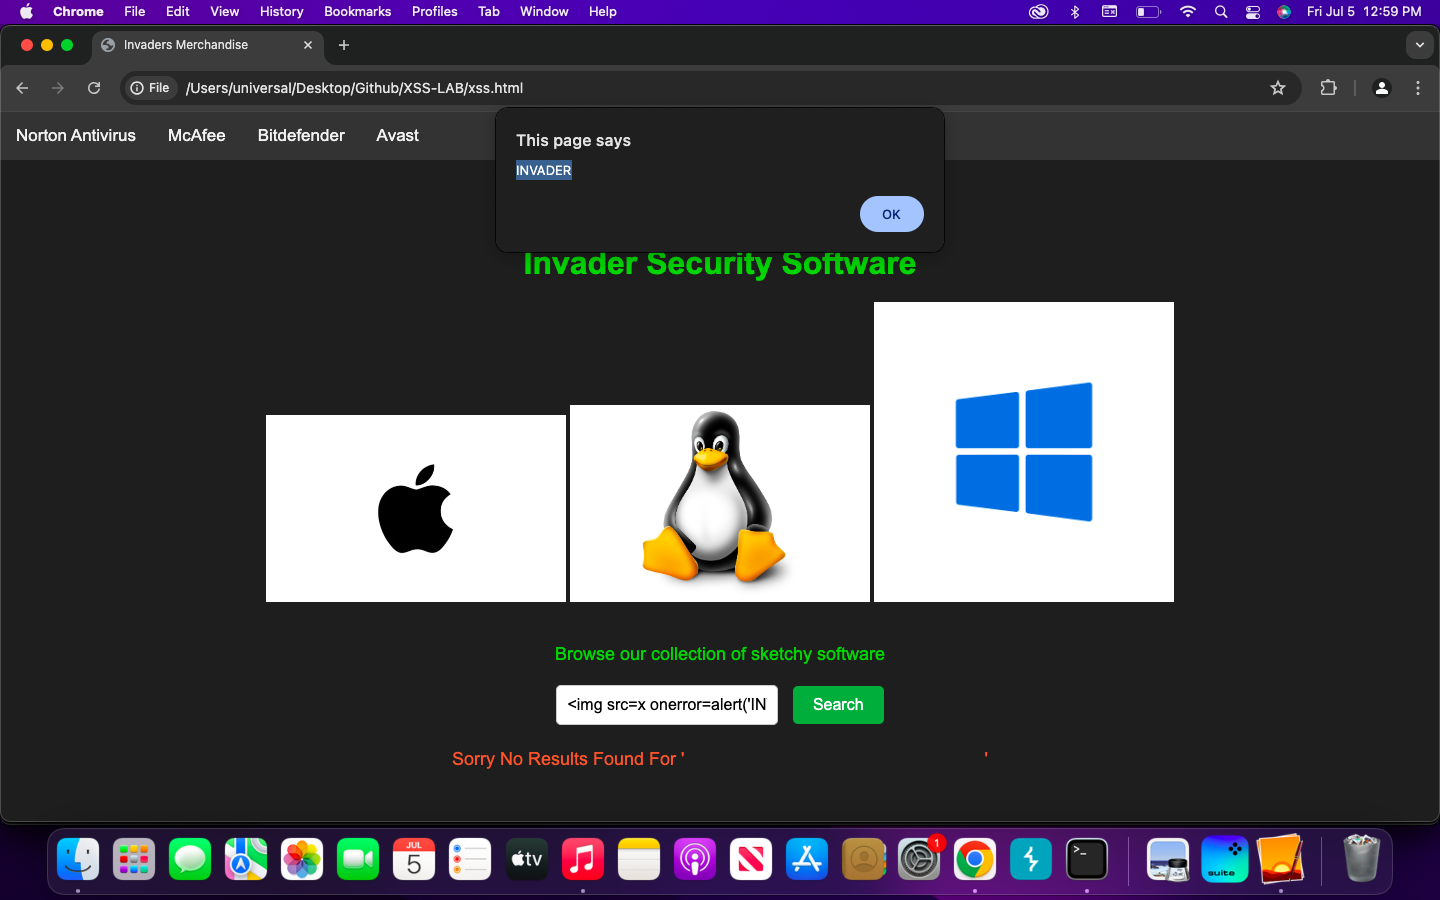 Chrome File Edit View History Bookmarks Profiles Tab Window Help Fri Jul 5 12:59 PM
Invaders Merchandise
File /Users/universal/Desktop/Github/XSS-LAB/xss.html
Norton Antivirus McAfee Bitdefender Avast
This page says
INVADER
OK
Invader Security Software
Browse our collection of sketchy software
<img src=x onerror=alert('IN Search
Sorry No Results Found For ' '
JUL
5
tv
1
>_
suite